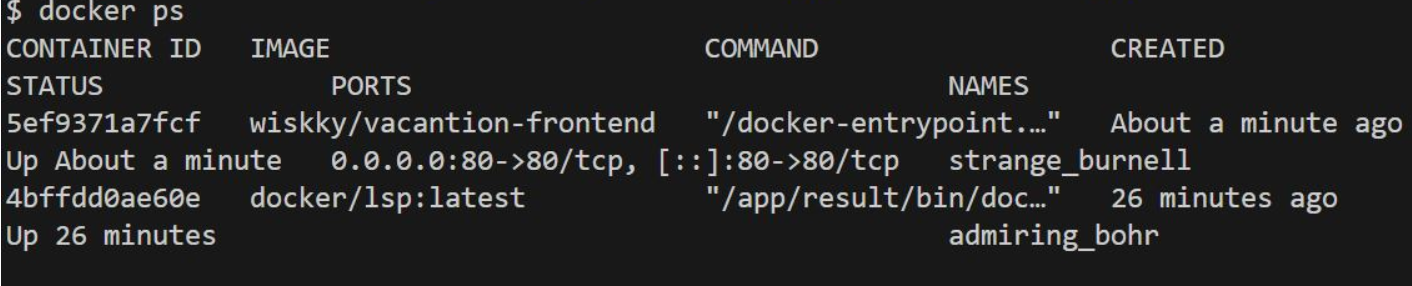 $ docker ps
CONTAINER ID   IMAGE                       COMMAND                  CREATED
STATUS              PORTS                                NAMES
5ef9371a7fcf   wiskky/vacantion-frontend   "/docker-entrypoint.…"   About a minute ago
Up About a minute   0.0.0.0:80->80/tcp, [::]:80->80/tcp   strange_burnell
4bffdd0ae60e   docker/lsp:latest           "/app/result/bin/doc…"   26 minutes ago
Up 26 minutes                                            admiring_bohr